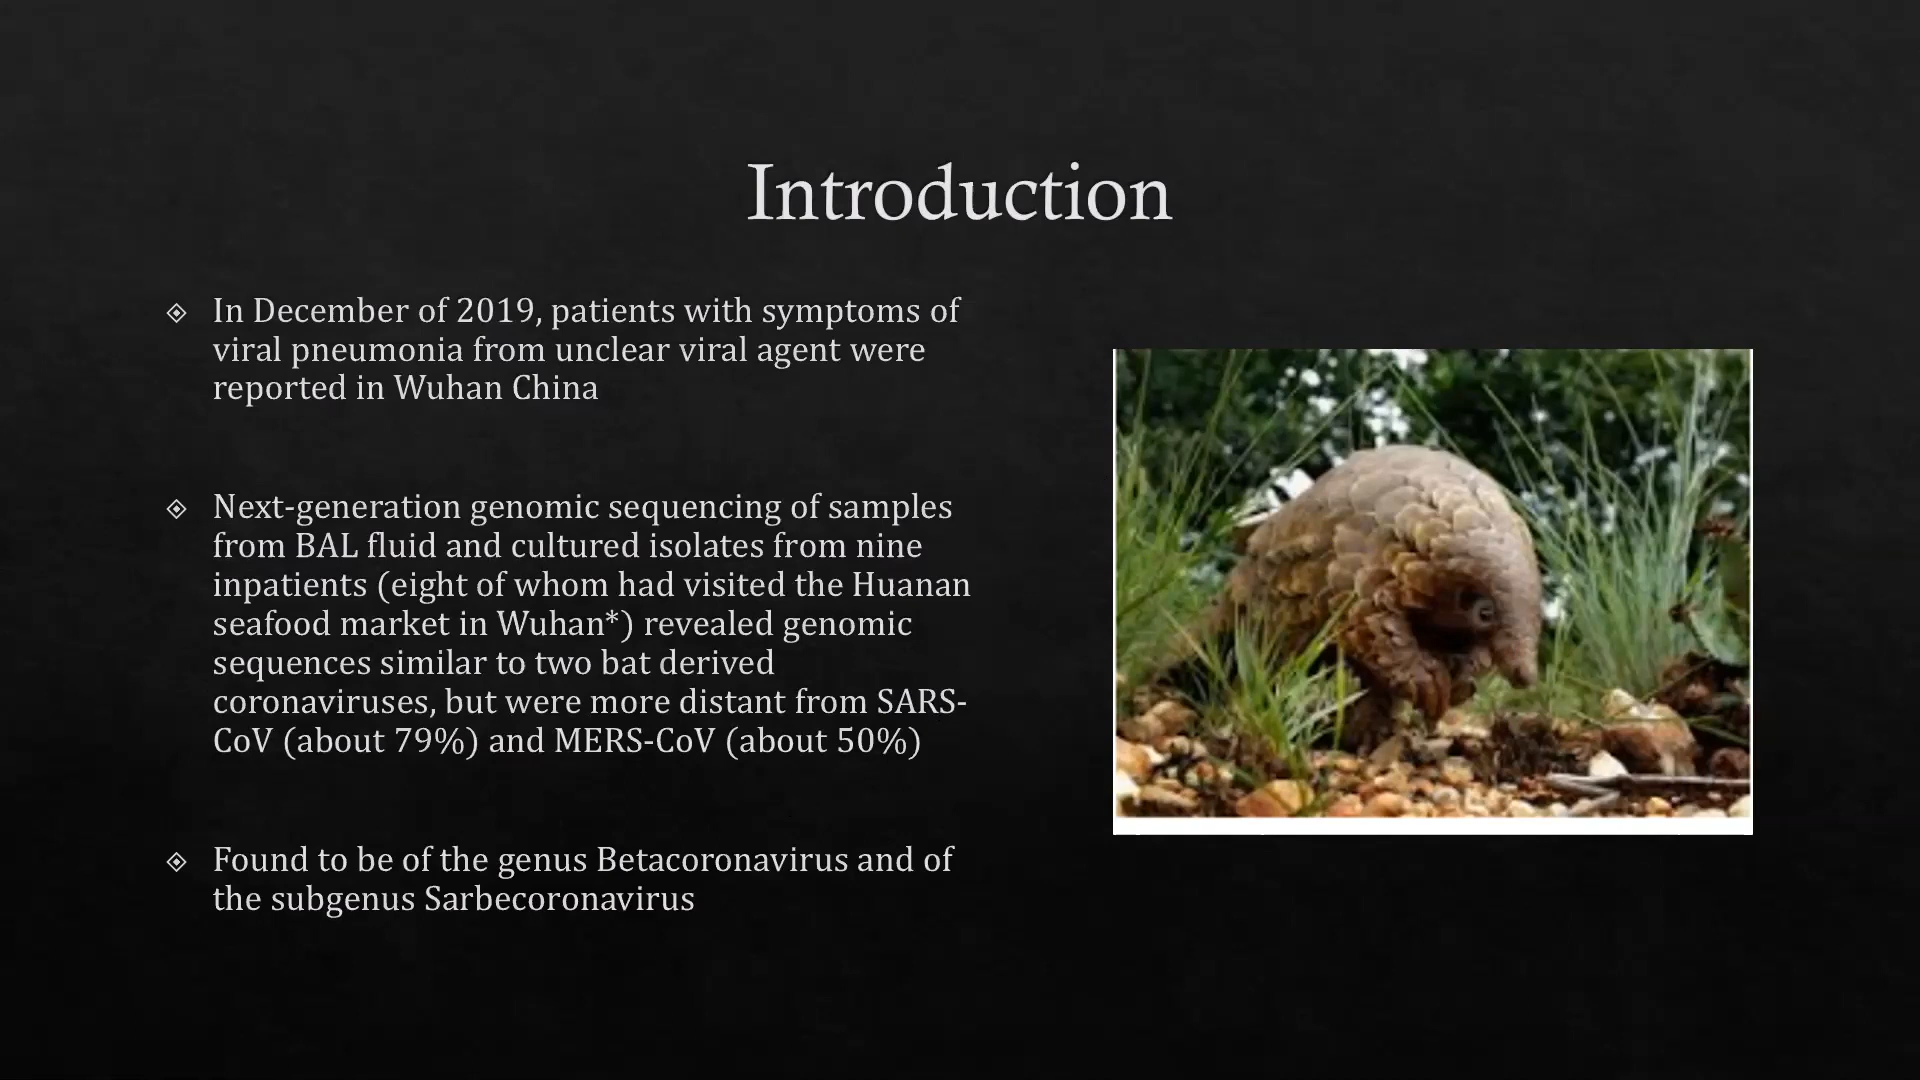 Introduction
In December of 2019, patients with symptoms of
viral pneumonia from unclear viral agent were
reported in Wuhan China
Next-generation genomic sequencing of samples
from BAL fluid and cultured isolates from nine
inpatients (eight of whom had visited the Huanan
seafood market in Wuhan*) revealed genomic
sequences similar to two bat derived
coronaviruses, but were more distant from SARS-
CoV (about 79%) and MERS-CoV (about 50%)
Found to be of the genus Betacoronavirus and of
the subgenus Sarbecoronavirus